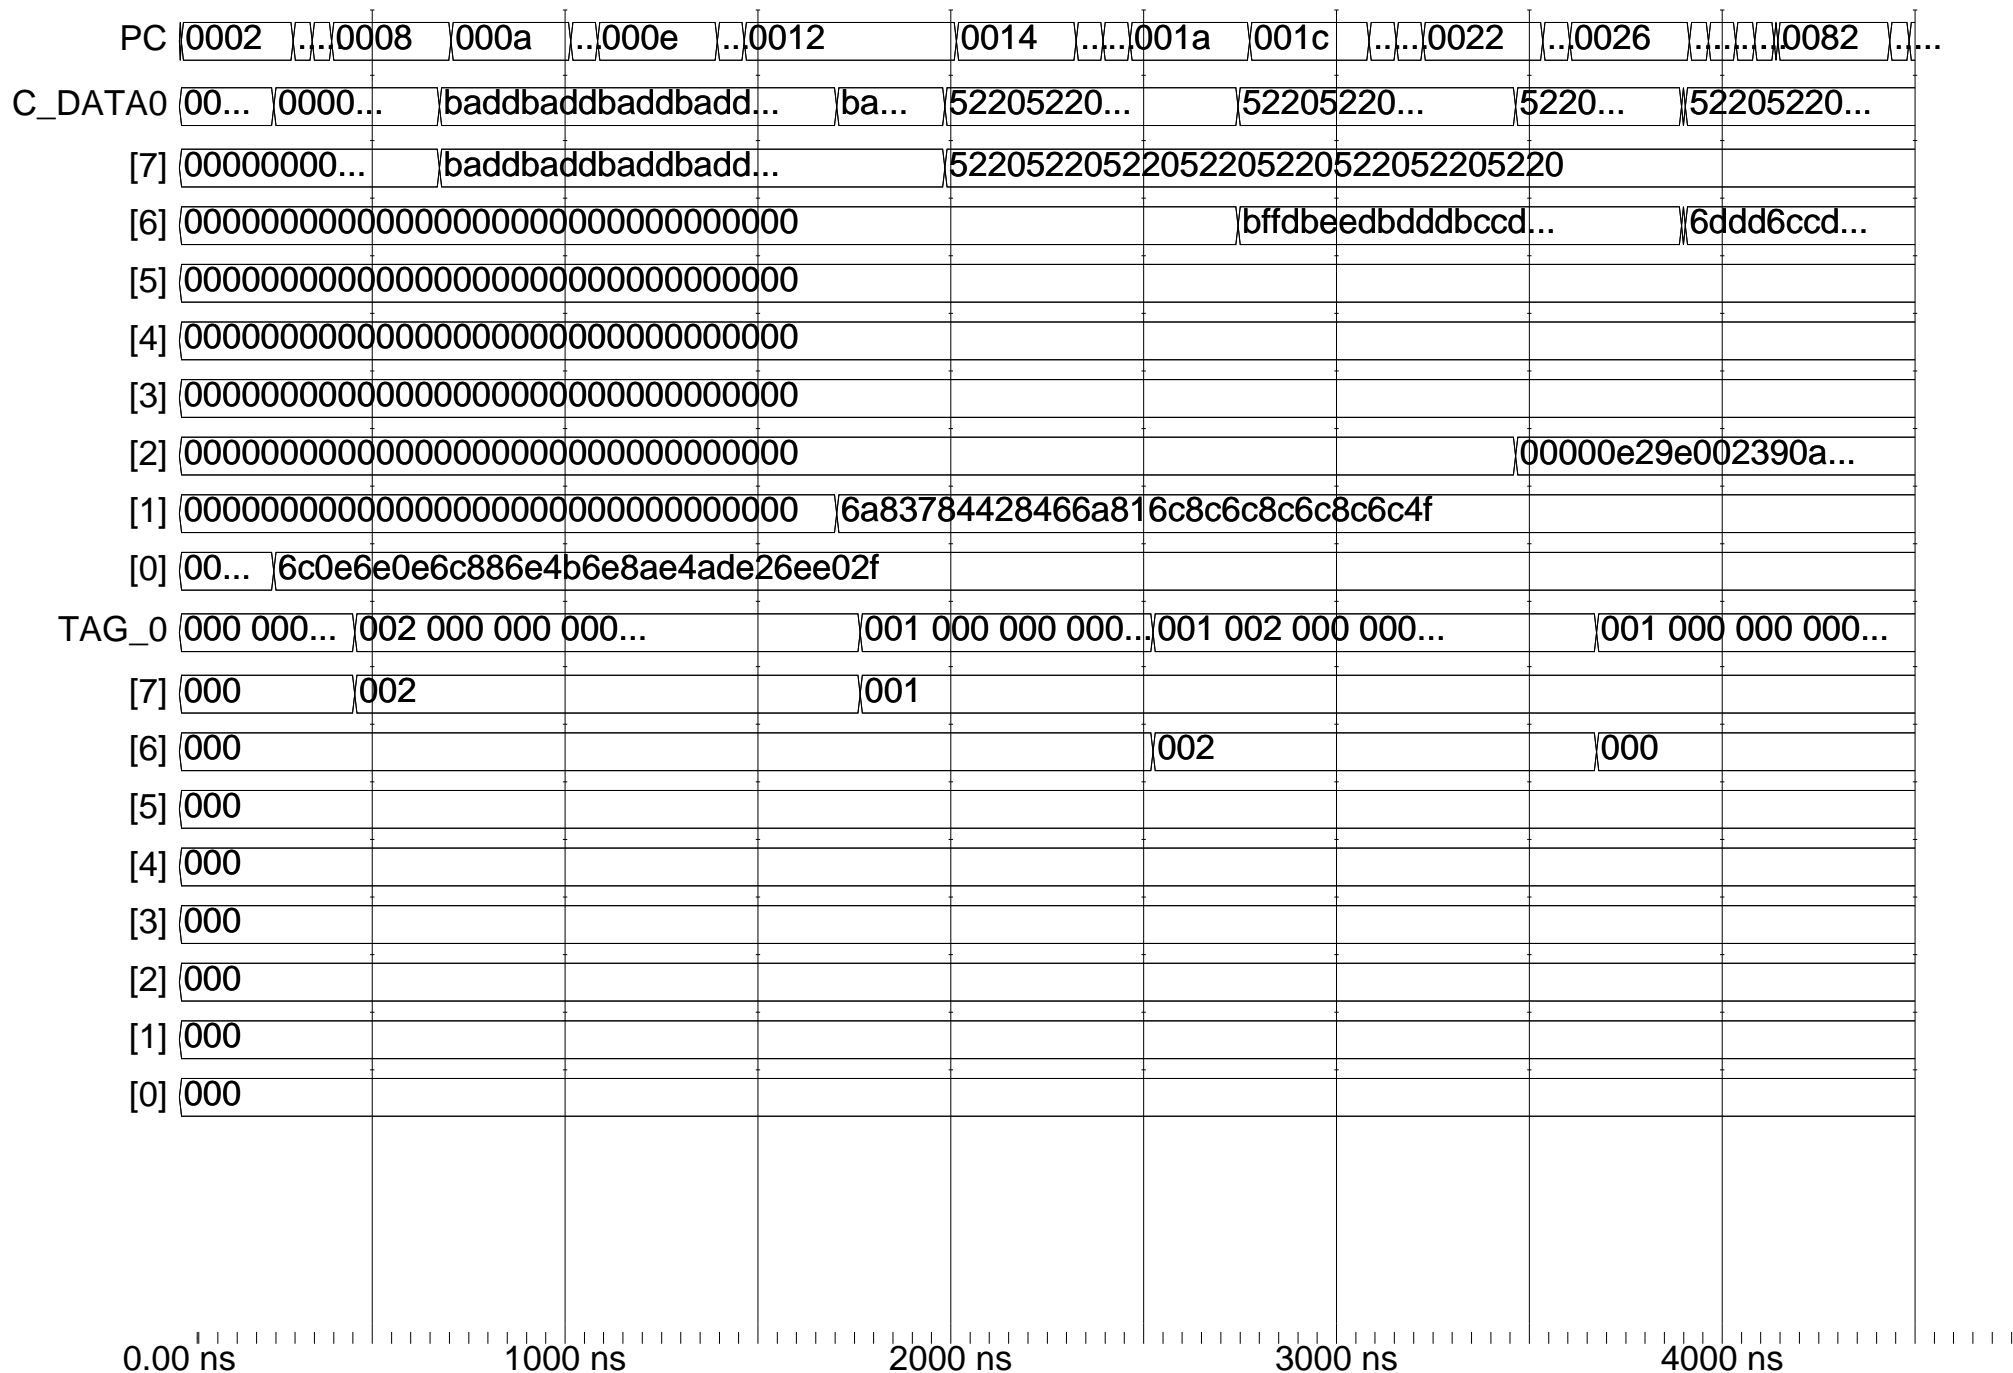 PC 0002 ... ... 0008 000a ... 000e ... 0012 0014 ... ... 001a 001c ... ... 0022 ... 0026 ... ... ... ... 0082 ... ...
C_DATA0 00... 0000... baddbaddbaddbadd... ba... 52205220... 52205220... 5220... 52205220...
[7] 00000000... baddbaddbaddbadd... 52205220522052205220522052205220
[6] 00000000000000000000000000000000 bffdbeedbdddbccd... 6ddd6ccd...
[5] 00000000000000000000000000000000
[4] 00000000000000000000000000000000
[3] 00000000000000000000000000000000
[2] 00000000000000000000000000000000 00000e29e002390a...
[1] 00000000000000000000000000000000 6a83784428466a816c8c6c8c6c8c6c4f
[0] 00... 6c0e6e0e6c886e4b6e8ae4ade26ee02f
TAG_0 000 000... 002 000 000 000... 001 000 000 000... 001 002 000 000... 001 000 000 000...
[7] 000 002 001
[6] 000 002 000
[5] 000
[4] 000
[3] 000
[2] 000
[1] 000
[0] 000
0.00 ns 1000 ns 2000 ns 3000 ns 4000 ns